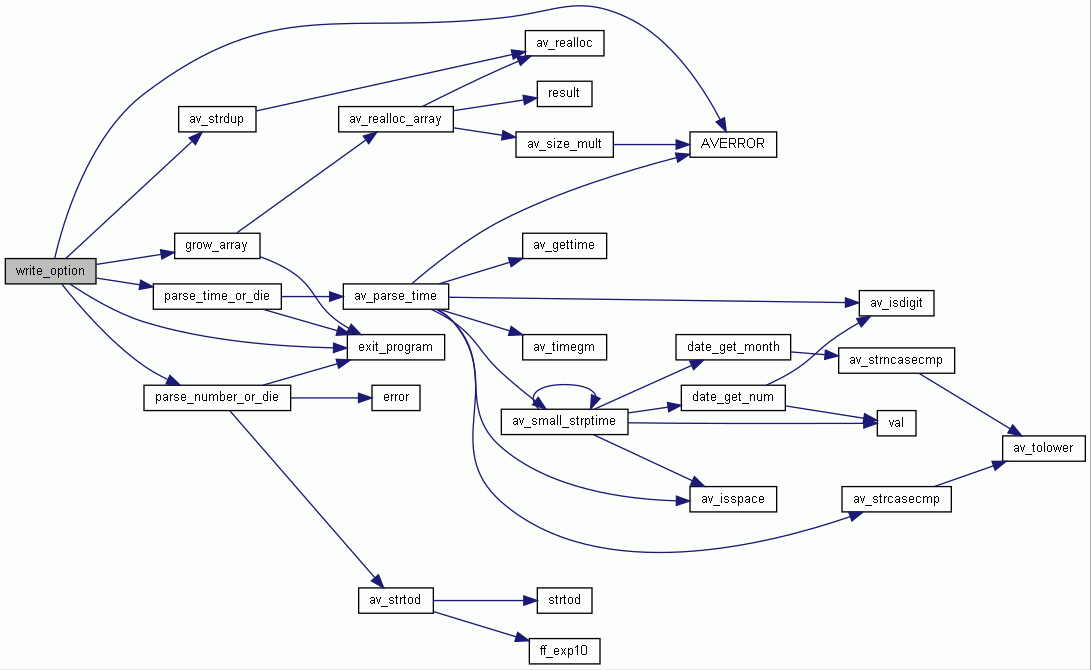 av_realloc
result
av_strdup
av_realloc_array
av_size_mult
AVERROR
grow_array
av_gettime
write_option
parse_time_or_die
av_parse_time
av_isdigit
exit_program
av_timegm
date_get_month
av_strncasecmp
parse_number_or_die
error
date_get_num
av_small_strptime
val
av_tolower
av_isspace
av_strcasecmp
av_strtod
strtod
ff_exp10